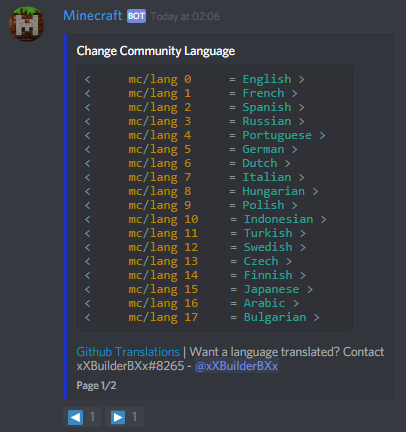 Minecraft BOT Today at 02:06
Change Community Language
< mc/lang 0 = English >
< mc/lang 1 = French >
< mc/lang 2 = Spanish >
< mc/lang 3 = Russian >
< mc/lang 4 = Portuguese >
< mc/lang 5 = German >
< mc/lang 6 = Dutch >
< mc/lang 7 = Italian >
< mc/lang 8 = Hungarian >
< mc/lang 9 = Polish >
< mc/lang 10 = Indonesian >
< mc/lang 11 = Turkish >
< mc/lang 12 = Swedish >
< mc/lang 13 = Czech >
< mc/lang 14 = Finnish >
< mc/lang 15 = Japanese >
< mc/lang 16 = Arabic >
< mc/lang 17 = Bulgarian >
Github Translations | Want a language translated? Contact
xXBuilderBXx#8265 - @xXBuilderBXx
Page 1/2
◀ 1 ▶ 1